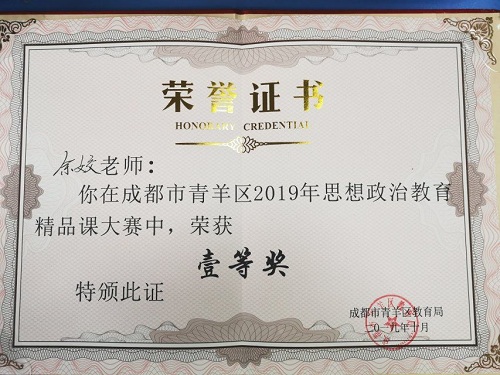 荣誉证书
HONORARY CREDENTIAL
余姣老师：
你在成都市青羊区2019年思想政治教育
精品课大赛中，荣获
壹等奖
特颁此证
成都市青羊区教育局
二〇一九年十月